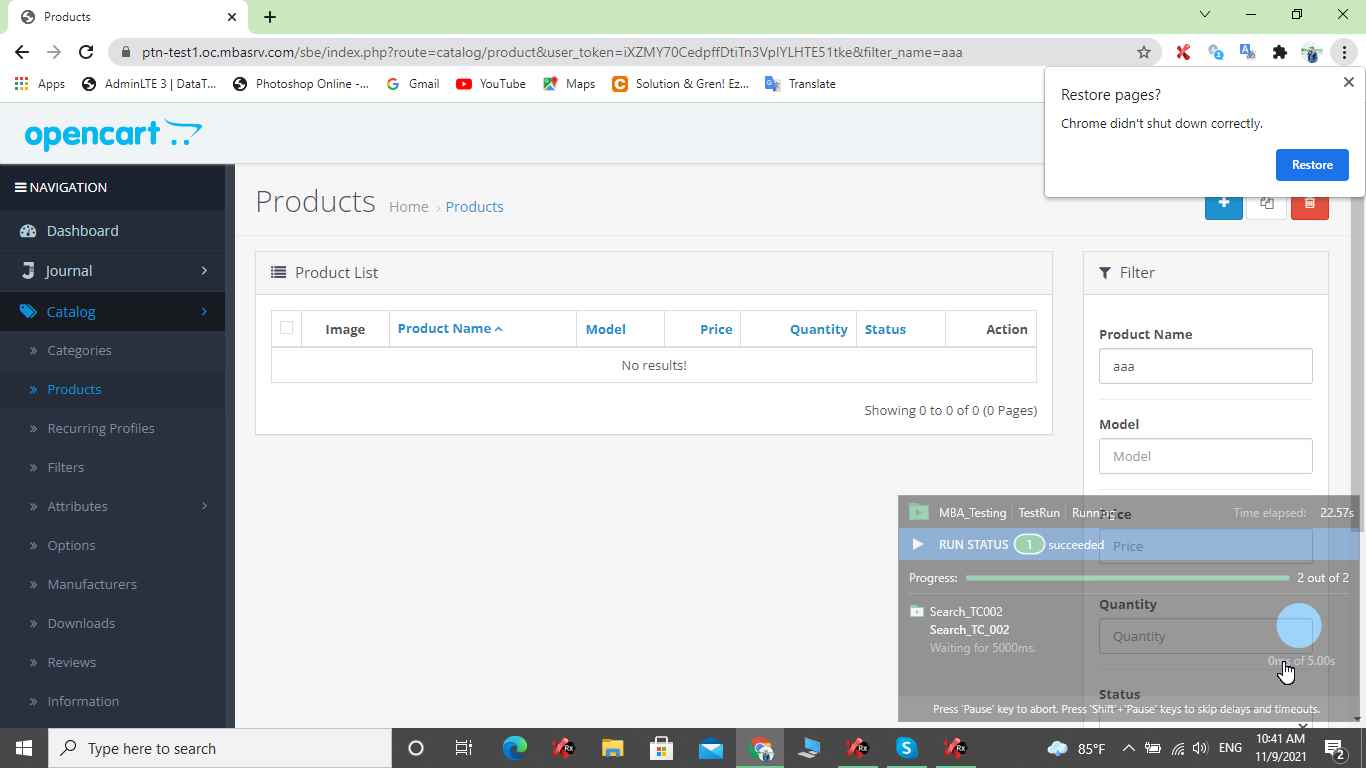 Products
ptn-test1.oc.mbasrv.com/sbe/index.php?route=catalog/product&user_token=iXZMY70CedpffDtiTn3VpIYLHTE51tke&filter_name=aaa
Apps
AdminLTE 3 | DataT...
Photoshop Online -...
Gmail
YouTube
Maps
Solution & Gren! Ez...
Translate
Restore pages?
Chrome didn't shut down correctly.
Restore
opencart
NAVIGATION
Dashboard
Journal
Catalog
Categories
Products
Recurring Profiles
Filters
Attributes
Options
Manufacturers
Downloads
Reviews
Information
Products Home › Products
Product List
Image Product Name Model Price Quantity Status Action
No results!
Showing 0 to 0 of 0 (0 Pages)
Filter
Product Name
aaa
Model
Model
Price
Price
Quantity
Quantity
Status
MBA_Testing TestRun Running Time elapsed: 22.57s
RUN STATUS 1 succeeded
Progress: 2 out of 2
Search_TC002
Search_TC_002
Waiting for 5000ms.
0ms of 5.00s
Press 'Pause' key to abort. Press 'Shift'+'Pause' keys to skip delays and timeouts.
Type here to search
Rx
Rx
Rx
85°F
ENG
10:41 AM
11/9/2021
2